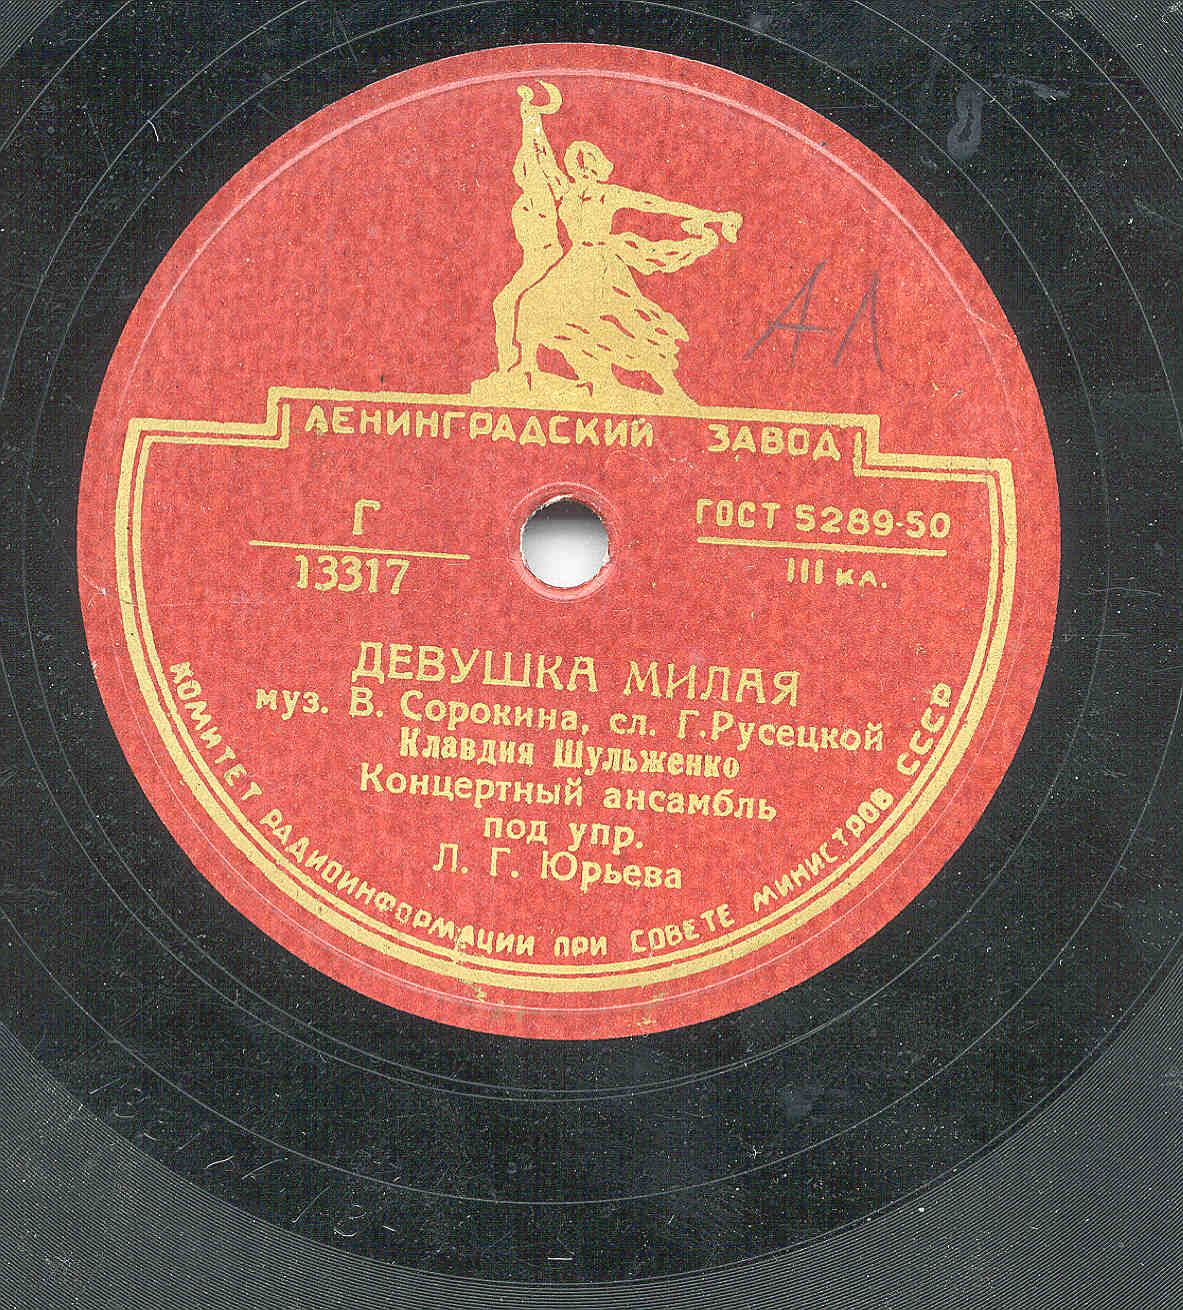 АЛ
ЛЕНИНГРАДСКИЙ ЗАВОД
Г
13317
ГОСТ 5289-50
III КЛ.
ДЕВУШКА МИЛАЯ
муз. В. Сорокина, сл. Г.Русецкой
Клавдия Шульженко
Концертный ансамбль
под упр.
Л. Г. Юрьева
КОМИТЕТ РАДИОИНФОРМАЦИИ ПРИ СОВЕТЕ МИНИСТРОВ СССР